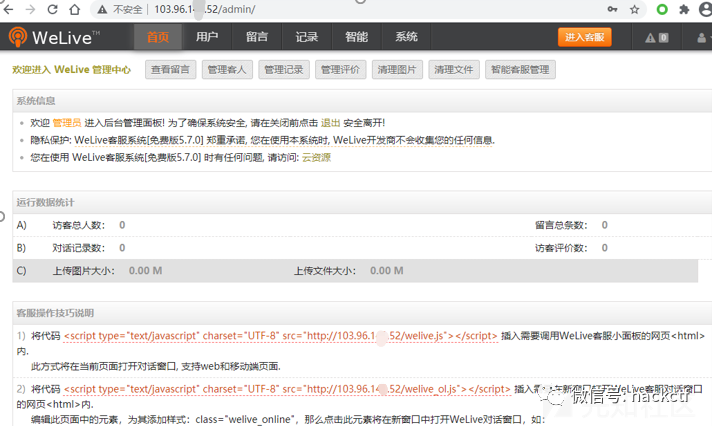 不安全 | 103.96.14 .52/admin/
WeLive™ 首页 用户 留言 记录 智能 系统 进入客服 0
欢迎进入 WeLive 管理中心 查看留言 管理客人 管理记录 管理评价 清理图片 清理文件 智能客服管理
系统信息
欢迎 管理员 进入后台管理面板! 为了确保系统安全, 请在关闭前点击 退出 安全离开!
隐私保护: WeLive客服系统[免费版5.7.0] 郑重承诺, 您在使用本系统时, WeLive开发商不会收集您的任何信息.
您在使用 WeLive客服系统[免费版5.7.0] 时有任何问题, 请访问: 云资源
运行数据统计
A) 访客总人数: 0 留言总条数: 0
B) 对话记录数: 0 访客评价数: 0
C) 上传图片大小: 0.00 M 上传文件大小: 0.00 M
客服操作技巧说明
1) 将代码 <script type="text/javascript" charset="UTF-8" src="http://103.96.14 .52/welive.js"></script> 插入需要调用WeLive客服小面板的网页<html>
内.
此方式将在当前页面打开对话窗口, 支持web和移动端页面.
2) 将代码 <script type="text/javascript" charset="UTF-8" src="http://103.96.14 .52/welive_ol.js"></script> 插入需要在新窗口打开WeLive客服对话窗口
的网页<html>内.
编辑此页面中的元素，为其添加样式：class="welive_online"，那么点击此元素将在新窗口中打开WeLive对话窗口，如:
微信号: hackctf
先知社区